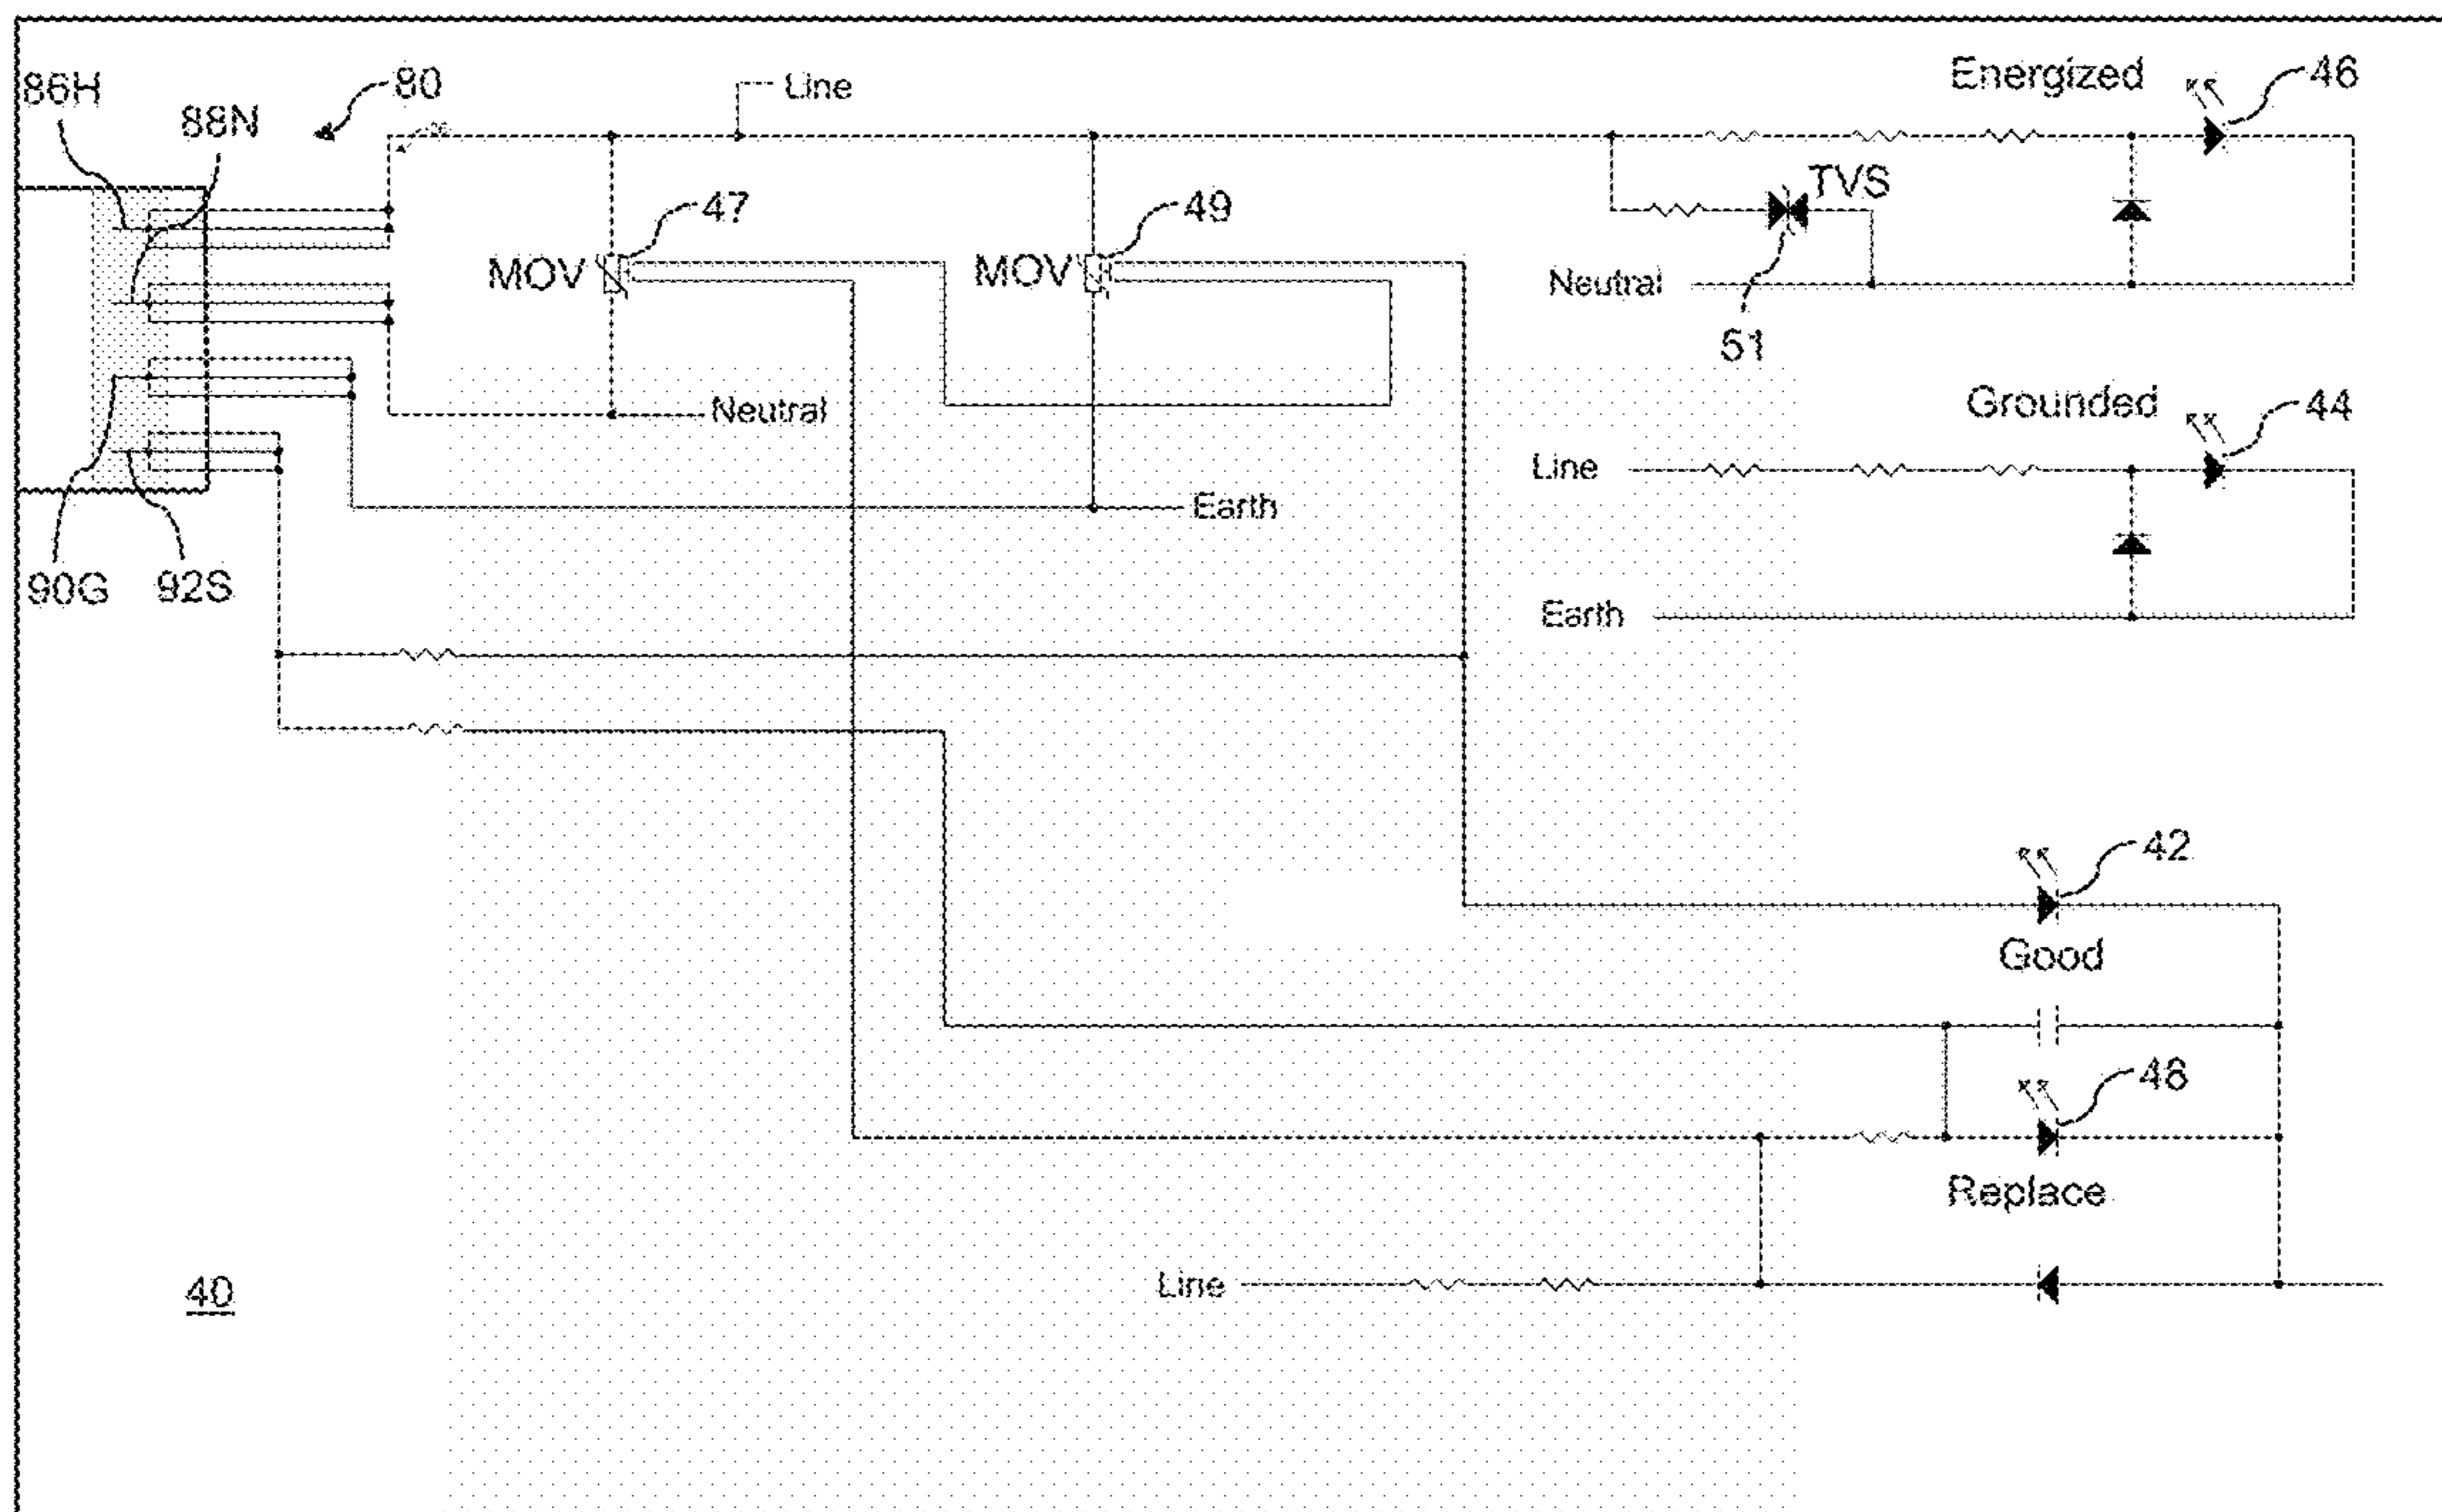 86H
88N
80
Line
Energized
46
MOV
47
MOV
49
TVS
Neutral
51
Neutral
Grounded
44
Line
Earth
Earth
90G
92S
42
Good
48
Replace
Line
40